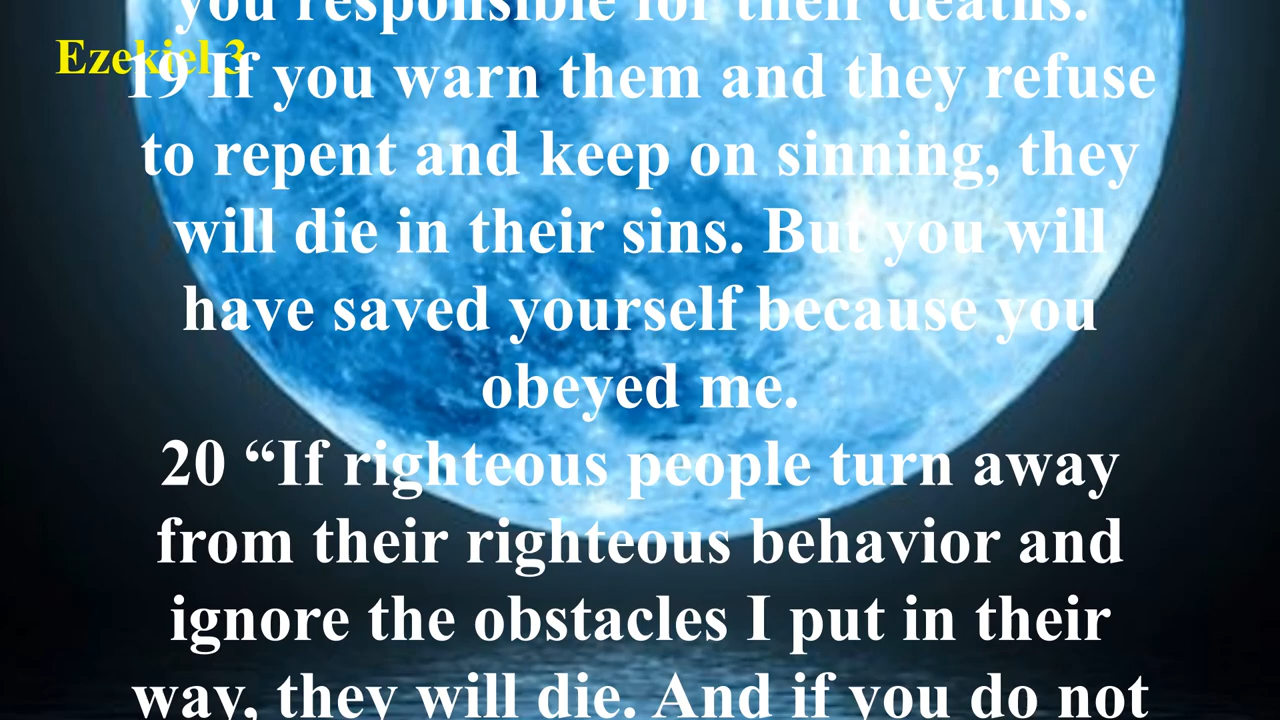 you responsible for their deaths.
Ezekiel 3
19 If you warn them and they refuse
to repent and keep on sinning, they
will die in their sins. But you will
have saved yourself because you
obeyed me.
20 “If righteous people turn away
from their righteous behavior and
ignore the obstacles I put in their
way, they will die. And if you do not